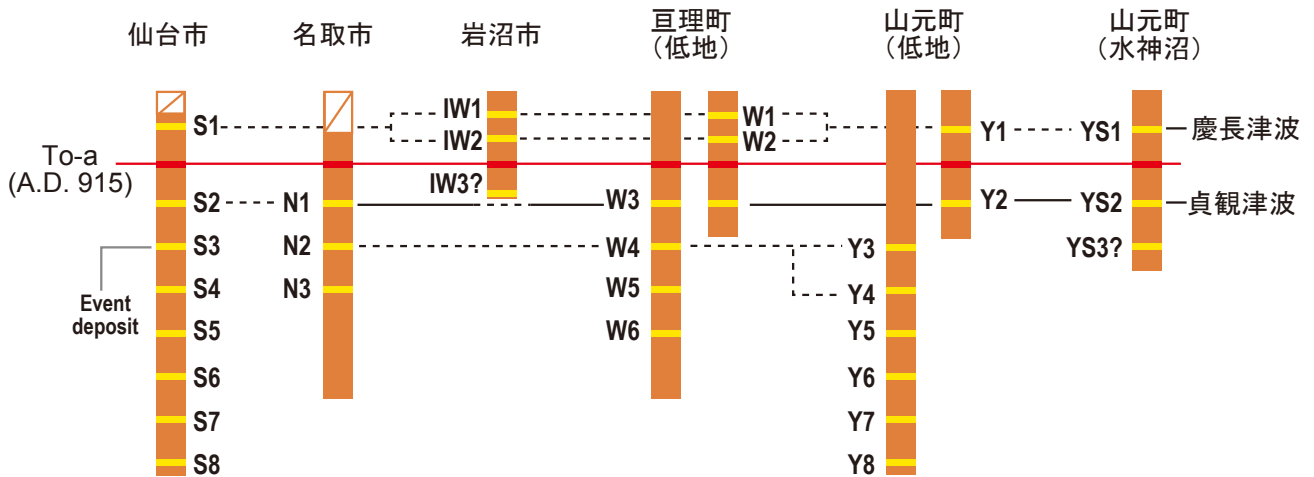 仙台市
名取市
岩沼市
亘理町
（低地）
山元町
（低地）
山元町
（水神沼）
S1
IW1
IW2
W1
W2
Y1
YS1
慶長津波
To-a
(A.D. 915)
IW3?
S2
N1
W3
Y2
YS2
貞観津波
S3
N2
W4
Y3
YS3?
Event
deposit
S4
N3
W5
Y4
S5
W6
Y5
S6
Y6
S7
Y7
S8
Y8